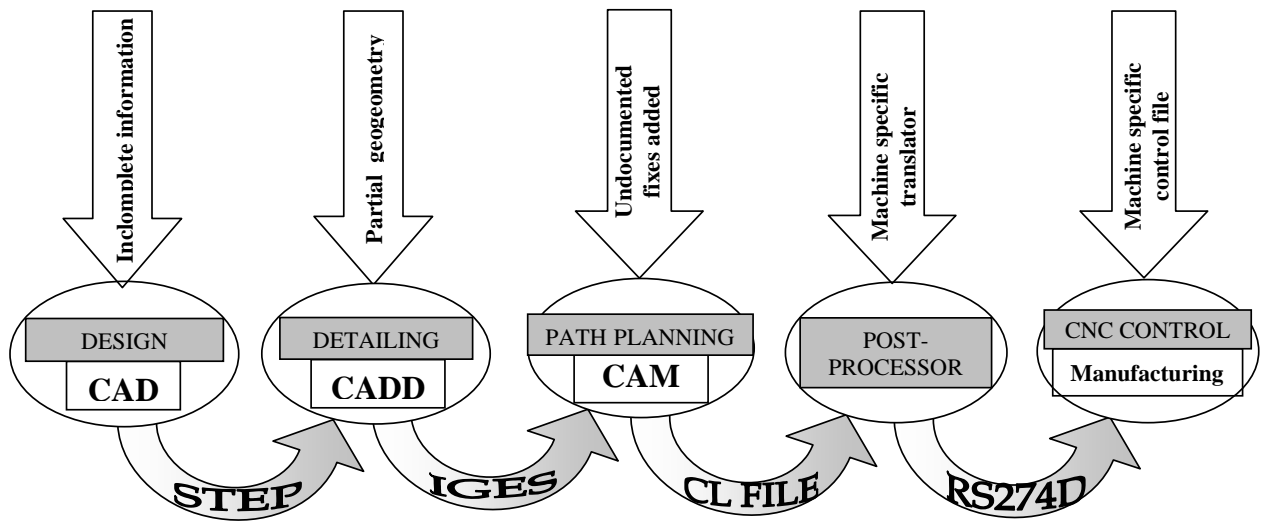 Inclomplete information
Partial geogeometry
Undocumented
fixes added
Machine specific
translator
Machine specific
control file
DESIGN
CAD
DETAILING
CADD
PATH PLANNING
CAM
POST-
PROCESSOR
CNC CONTROL
Manufacturing
STEP
IGES
CL FILE
RS274D